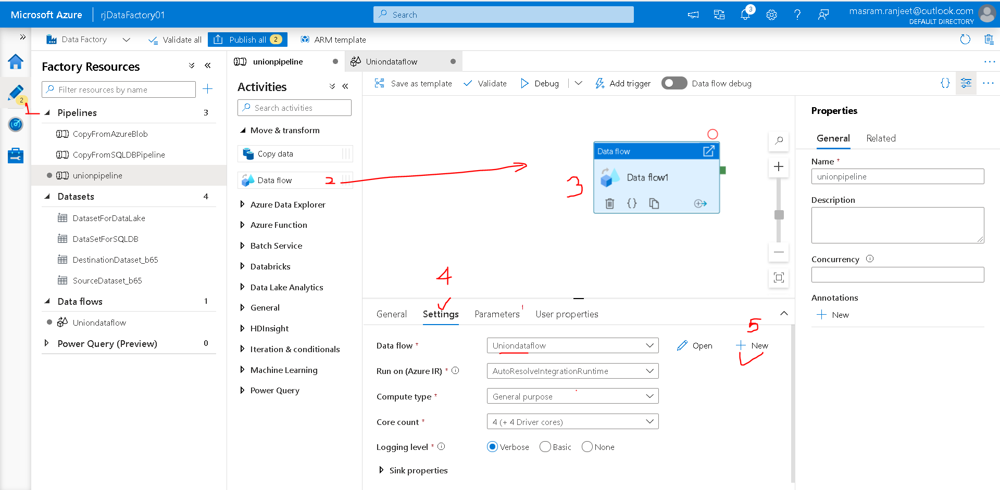 Microsoft Azure
rjDataFactory01
Search
3
masram.ranjeet@outlook.com
DEFAULT DIRECTORY
Data Factory
Validate all
Publish all
2
ARM template
2
1
Factory Resources
Filter resources by name
Pipelines
3
CopyFromAzureBlob
CopyFromSQLDBPipeline
unionpipeline
Datasets
4
DatasetForDataLake
DataSetForSQLDB
DestinationDataset_b65
SourceDataset_b65
Data flows
1
Uniondataflow
Power Query (Preview)
0
unionpipeline
Uniondataflow
Activities
Search activities
Move & transform
Copy data
Data flow
2
Azure Data Explorer
Azure Function
Batch Service
Databricks
Data Lake Analytics
General
HDInsight
Iteration & conditionals
Machine Learning
Power Query
Save as template
Validate
Debug
Add trigger
Data flow debug
3
Data flow
Data flow1
4
General
Settings
Parameters
1
User properties
5
Data flow *
Uniondataflow
Open
New
Run on (Azure IR) *
AutoResolveIntegrationRuntime
Compute type *
General purpose
Core count *
4 (+ 4 Driver cores)
Logging level *
Verbose
Basic
None
Sink properties
Properties
General
Related
Name *
unionpipeline
Description
Concurrency
Annotations
New